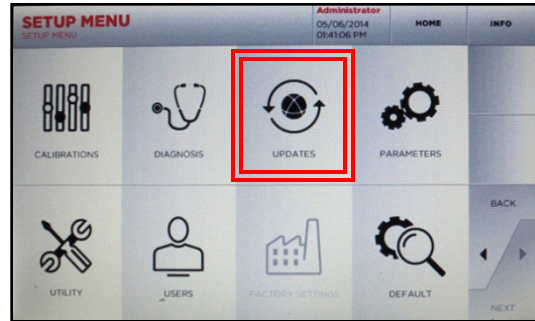 SETUP MENU
SETUP MENU
Administrator
05/06/2014
01:41:06 PM
HOME
INFO
CALIBRATIONS
DIAGNOSIS
UPDATES
PARAMETERS
BACK
UTILITY
USERS
FACTORY SETTINGS
DEFAULT
NEXT